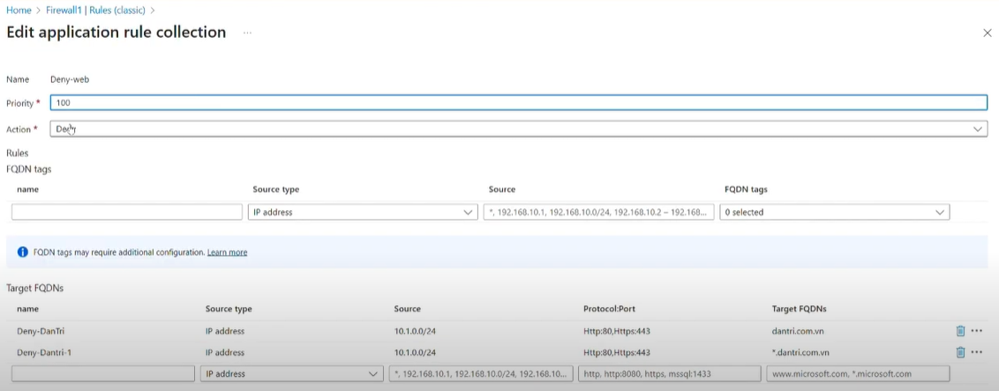 Home > Firewall1 | Rules (classic) >
Edit application rule collection ...
Name Deny-web
Priority * 100
Action * Deny
Rules
FQDN tags
name Source type Source FQDN tags
IP address *, 192.168.10.1, 192.168.10.0/24, 192.168.10.2 – 192.168... 0 selected
FQDN tags may require additional configuration. Learn more
Target FQDNs
name Source type Source Protocol:Port Target FQDNs
Deny-DanTri IP address 10.1.0.0/24 Http:80,Https:443 dantri.com.vn
Deny-Dantri-1 IP address 10.1.0.0/24 Http:80,Https:443 *.dantri.com.vn
IP address *, 192.168.10.1, 192.168.10.0/24, 192.168.10... http, http:8080, https, mssql:1433 www.microsoft.com, *.microsoft.com